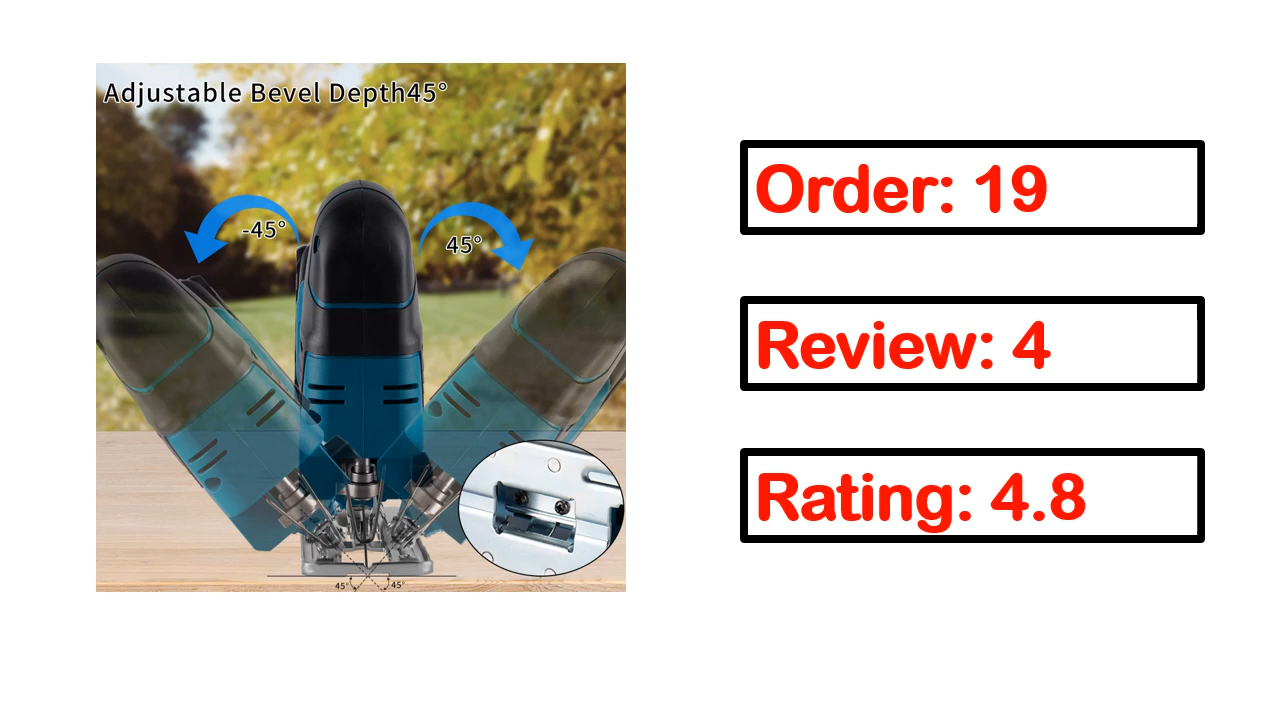 Adjustable Bevel Depth45°
-45°
45°
45°
45°
Order: 19
Review: 4
Rating: 4.8